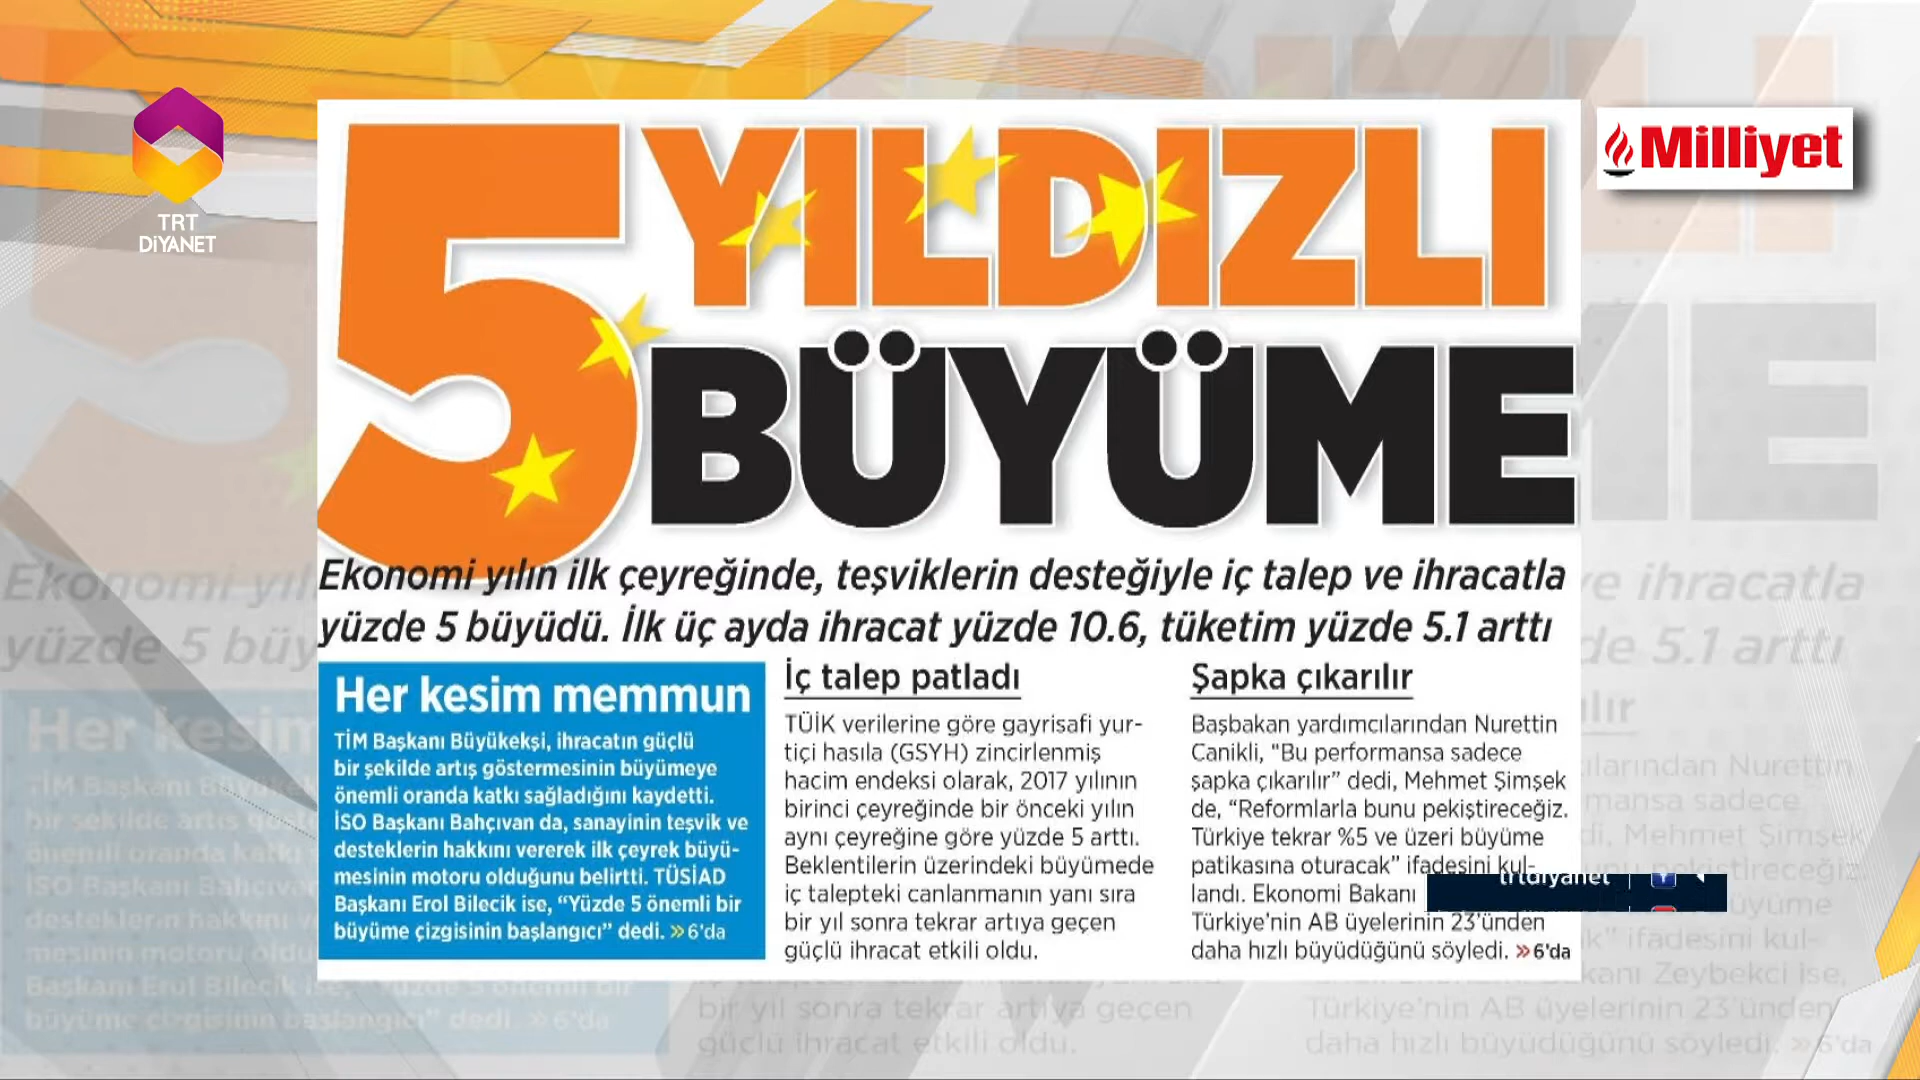 TRT
DİYANET
Milliyet
5 YILDIZLI
BÜYÜME
Ekonomi yılın ilk çeyreğinde, teşviklerin desteğiyle iç talep ve ihracatla
yüzde 5 büyüdü. İlk üç ayda ihracat yüzde 10.6, tüketim yüzde 5.1 arttı
Her kesim memmun
TİM Başkanı Büyükekşi, ihracatın güçlü
bir şekilde artış göstermesinin büyümeye
önemli oranda katkı sağladığını kaydetti.
İSO Başkanı Bahçıvan da, sanayinin teşvik ve
desteklerin hakkını vererek ilk çeyrek büyü-
mesinin motoru olduğunu belirtti. TÜSİAD
Başkanı Erol Bilecik ise, “Yüzde 5 önemli bir
büyüme çizgisinin başlangıcı” dedi. » 6'da
İç talep patladı
TÜİK verilerine göre gayrisafi yur-
tiçi hasıla (GSYH) zincirlenmiş
hacim endeksi olarak, 2017 yılının
birinci çeyreğinde bir önceki yılın
aynı çeyreğine göre yüzde 5 arttı.
Beklentilerin üzerindeki büyümede
iç talepteki canlanmanın yanı sıra
bir yıl sonra tekrar artıya geçen
güçlü ihracat etkili oldu.
Şapka çıkarılır
Başbakan yardımcılarından Nurettin
Canikli, “Bu performansa sadece
şapka çıkarılır” dedi, Mehmet Şimşek
de, “Reformlarla bunu pekiştireceğiz.
Türkiye tekrar %5 ve üzeri büyüme
patikasına oturacak” ifadesini kul-
landı. Ekonomi Bakanı
Türkiye'nin AB üyelerinin 23'ünden
daha hızlı büyüdüğünü söyledi. » 6'da
trtdiyanet